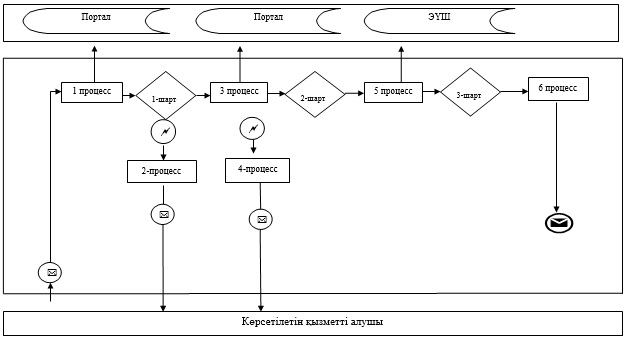 Портал
Портал
ЭҮШ
1 процесс
1-шарт
3 процесс
2-шарт
5 процесс
3-шарт
6 процесс
2-процесс
4-процесс
Көрсетілетін қызметті алушы